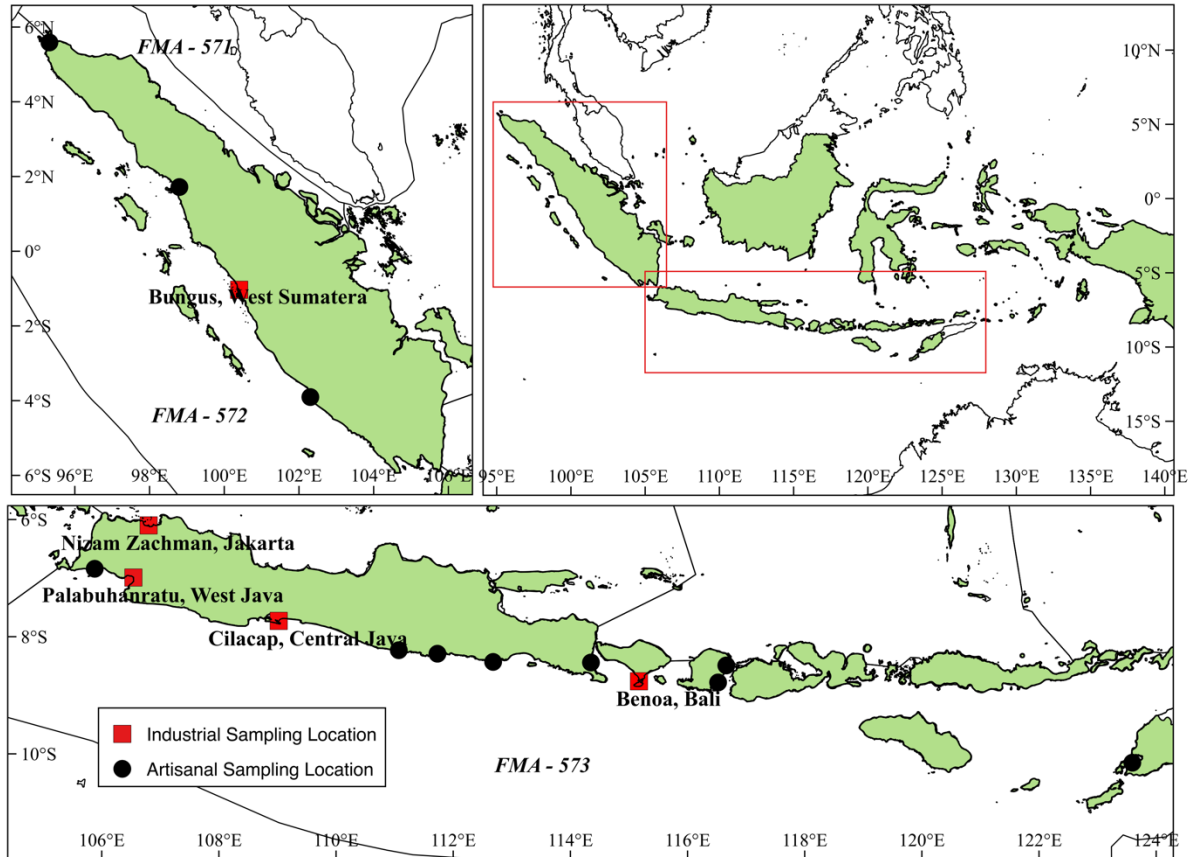 6°N
FMA - 571
4°N
2°N
0°
Bungus, West Sumatera
2°S
4°S
FMA - 572
6°S
96°E
98°E
100°E
102°E
104°E
106°E
10°N
5°N
0°
5°S
10°S
15°S
95°E
100°E
105°E
110°E
115°E
120°E
125°E
130°E
135°E
140°E
6°S
Nizam Zachman, Jakarta
Palabuhanratu, West Java
8°S
Cilacap, Central Java
Benoa, Bali
Industrial Sampling Location
Artisanal Sampling Location
10°S
FMA - 573
106°E
108°E
110°E
112°E
114°E
116°E
118°E
120°E
122°E
124°E